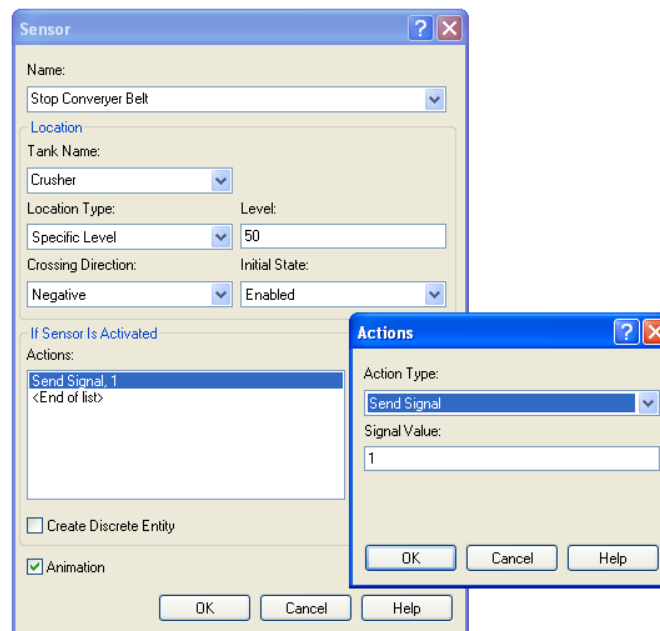 Sensor
Name:
Stop Converyer Belt
Location
Tank Name:
Crusher
Location Type:
Level:
Specific Level
50
Crossing Direction:
Initial State:
Negative
Enabled
If Sensor Is Activated
Actions:
Send Signal, 1
<End of list>
Create Discrete Entity
Animation
OK
Cancel
Help
Actions
Action Type:
Send Signal
Signal Value:
1
OK
Cancel
Help